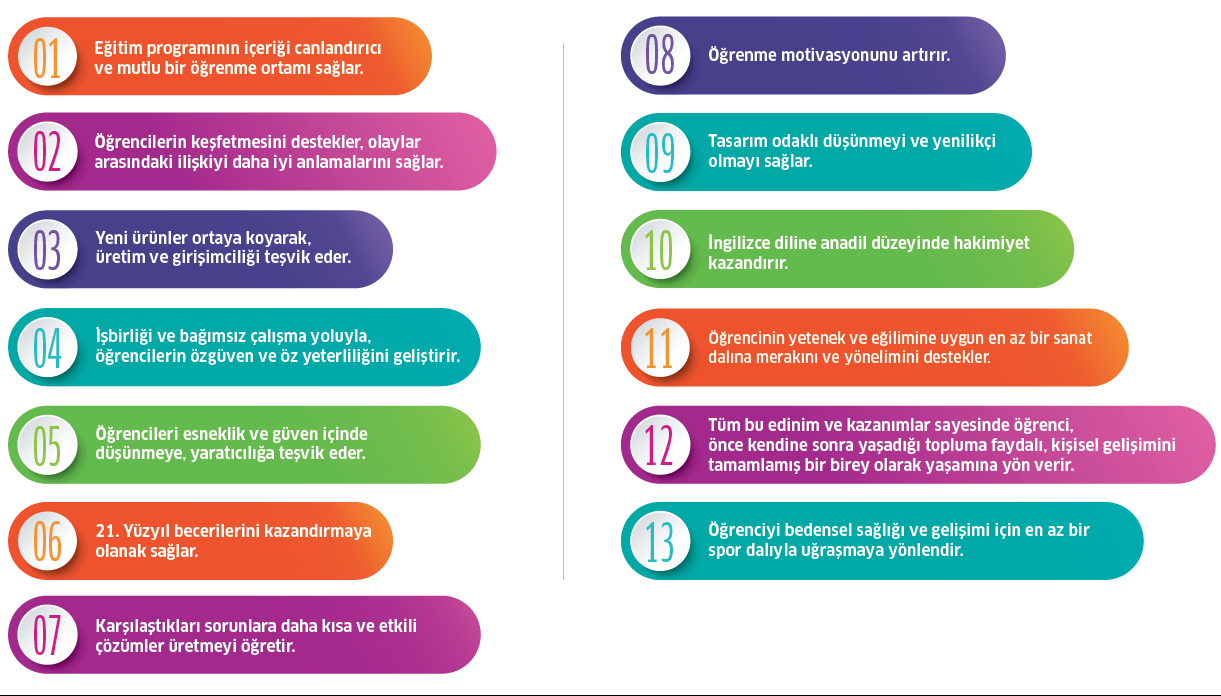 01
Eğitim programının içeriği canlandırıcı
ve mutlu bir öğrenme ortamı sağlar.
02
Öğrencilerin keşfetmesini destekler, olaylar
arasındaki ilişkiyi daha iyi anlamalarını sağlar.
03
Yeni ürünler ortaya koyarak,
üretim ve girişimciliği teşvik eder.
04
İşbirliği ve bağımsız çalışma yoluyla,
öğrencilerin özgüven ve öz yeterliliğini geliştirir.
05
Öğrencileri esneklik ve güven içinde
düşünmeye, yaratıcılığa teşvik eder.
06
21. Yüzyıl becerilerini kazandırmaya
olanak sağlar.
07
Karşılaştıkları sorunlara daha kısa ve etkili
çözümler üretmeyi öğretir.
08
Öğrenme motivasyonunu artırır.
09
Tasarım odaklı düşünmeyi ve yenilikçi
olmayı sağlar.
10
İngilizce diline anadil düzeyinde hakimiyet
kazandırır.
11
Öğrencinin yetenek ve eğilimine uygun en az bir sanat
dalına merakını ve yönelimini destekler.
12
Tüm bu edinim ve kazanımlar sayesinde öğrenci,
önce kendine sonra yaşadığı topluma faydalı, kişisel gelişimini
tamamlamış bir birey olarak yaşamına yön verir.
13
Öğrenciyi bedensel sağlığı ve gelişimi için en az bir
spor dalıyla uğraşmaya yönlendir.